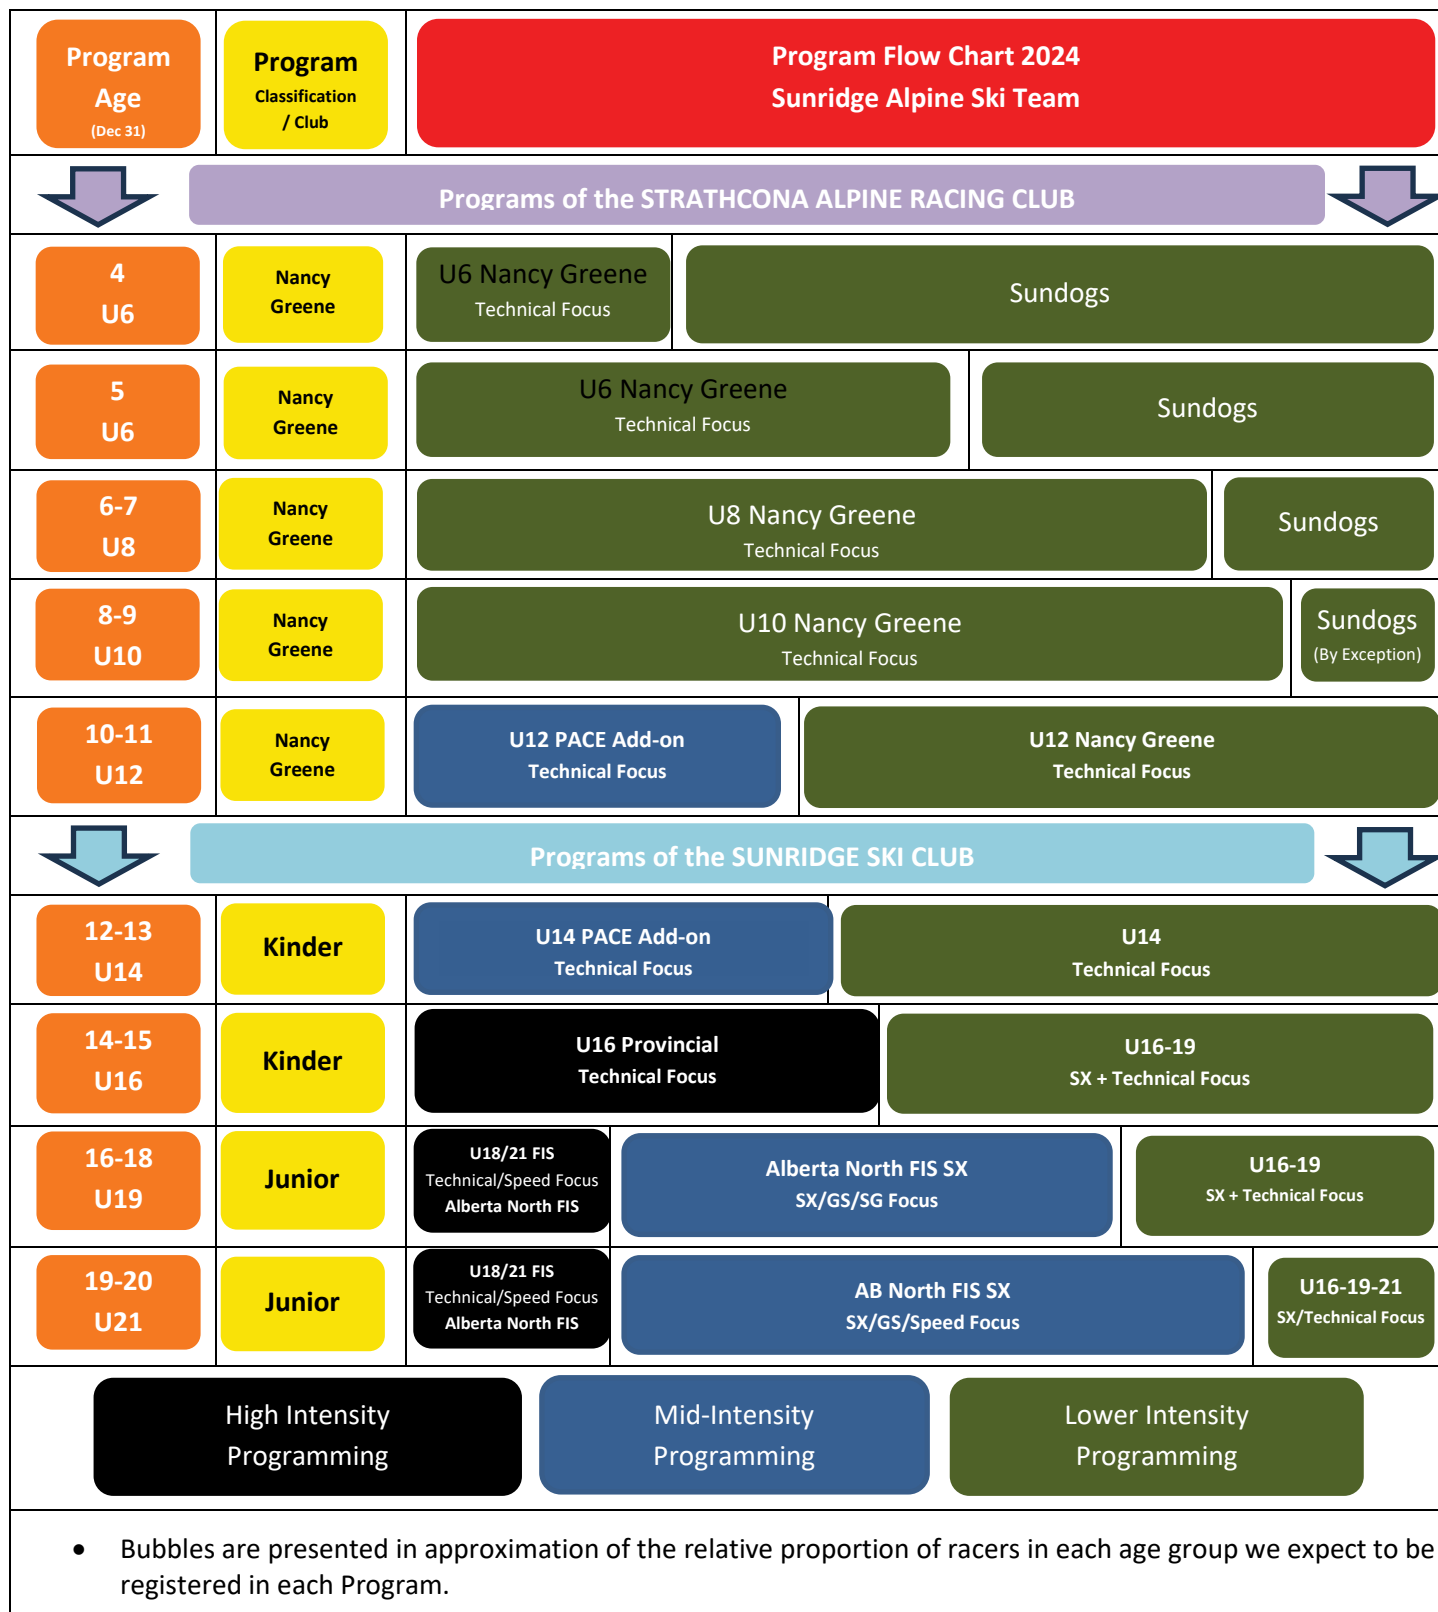 Program
Age
(Dec 31)
Program
Classification
/ Club
Program Flow Chart 2024
Sunridge Alpine Ski Team
Programs of the STRATHCONA ALPINE RACING CLUB
4
U6
Nancy
Greene
U6 Nancy Greene
Technical Focus
Sundogs
5
U6
Nancy
Greene
U6 Nancy Greene
Technical Focus
Sundogs
6-7
U8
Nancy
Greene
U8 Nancy Greene
Technical Focus
Sundogs
8-9
U10
Nancy
Greene
U10 Nancy Greene
Technical Focus
Sundogs
(By Exception)
10-11
U12
Nancy
Greene
U12 PACE Add-on
Technical Focus
U12 Nancy Greene
Technical Focus
Programs of the SUNRIDGE SKI CLUB
12-13
U14
Kinder
U14 PACE Add-on
Technical Focus
U14
Technical Focus
14-15
U16
Kinder
U16 Provincial
Technical Focus
U16-19
SX + Technical Focus
16-18
U19
Junior
U18/21 FIS
Technical/Speed Focus
Alberta North FIS
Alberta North FIS SX
SX/GS/SG Focus
U16-19
SX + Technical Focus
19-20
U21
Junior
U18/21 FIS
Technical/Speed Focus
Alberta North FIS
AB North FIS SX
SX/GS/Speed Focus
U16-19-21
SX/Technical Focus
High Intensity
Programming
Mid-Intensity
Programming
Lower Intensity
Programming
• Bubbles are presented in approximation of the relative proportion of racers in each age group we expect to be
registered in each Program.